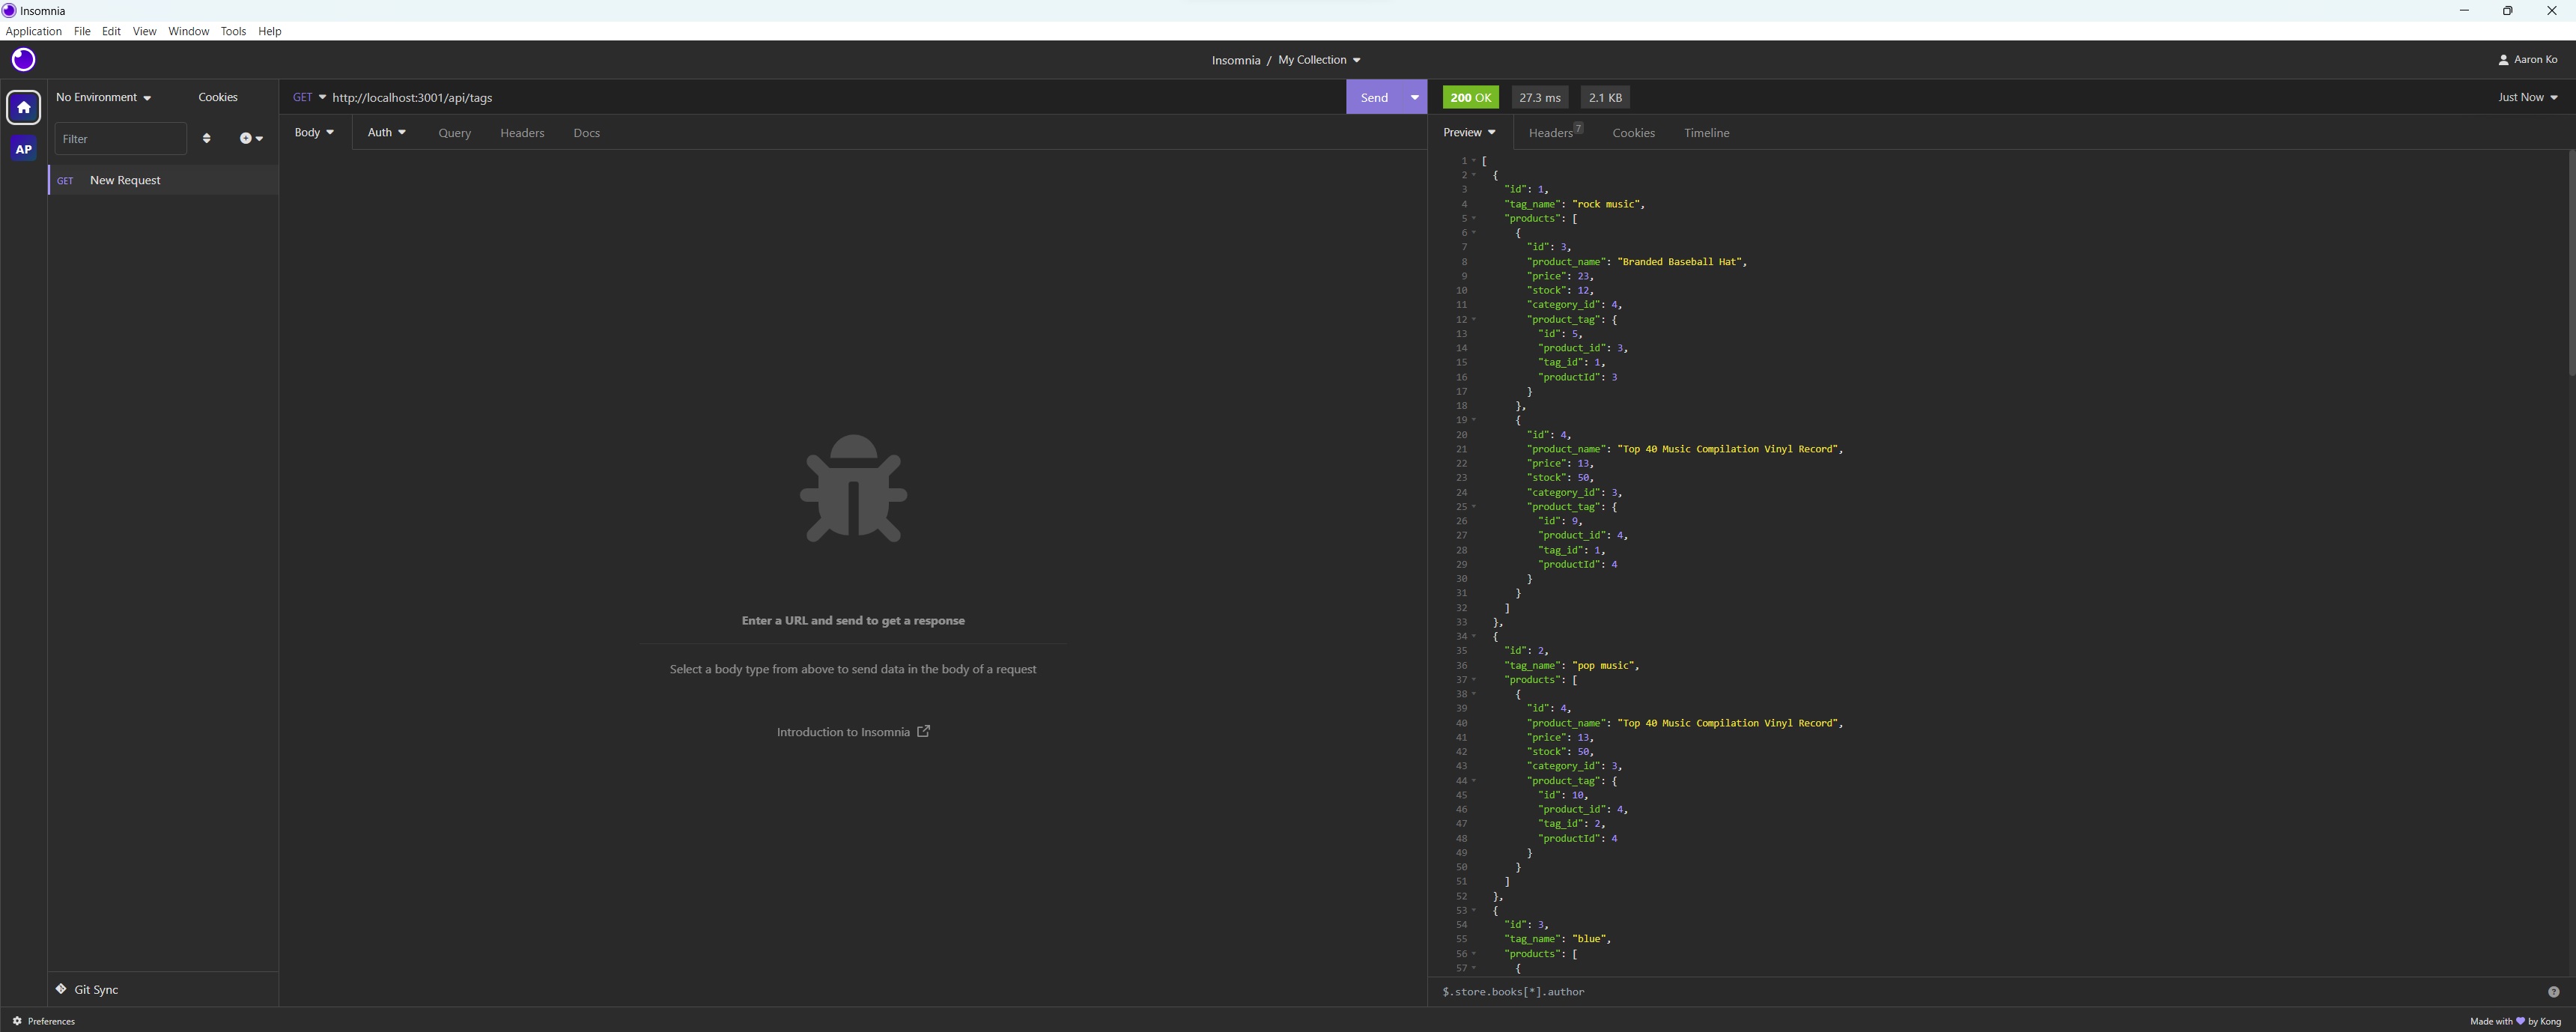 Insomnia
Application File Edit View Window Tools Help
Insomnia / My Collection
Aaron Ko
AP
No Environment Cookies
Filter
GET New Request
Git Sync
Preferences
GET http://localhost:3001/api/tags
Send
Body Auth Query Headers Docs
Enter a URL and send to get a response
Select a body type from above to send data in the body of a request
Introduction to Insomnia
200 OK 27.3 ms 2.1 KB Just Now
Preview Headers 7 Cookies Timeline
1 [
2 {
3 "id": 1,
4 "tag_name": "rock music",
5 "products": [
6 {
7 "id": 3,
8 "product_name": "Branded Baseball Hat",
9 "price": 23,
10 "stock": 12,
11 "category_id": 4,
12 "product_tag": {
13 "id": 5,
14 "product_id": 3,
15 "tag_id": 1,
16 "productId": 3
17 }
18 },
19 {
20 "id": 4,
21 "product_name": "Top 40 Music Compilation Vinyl Record",
22 "price": 13,
23 "stock": 50,
24 "category_id": 3,
25 "product_tag": {
26 "id": 9,
27 "product_id": 4,
28 "tag_id": 1,
29 "productId": 4
30 }
31 }
32 ]
33 },
34 {
35 "id": 2,
36 "tag_name": "pop music",
37 "products": [
38 {
39 "id": 4,
40 "product_name": "Top 40 Music Compilation Vinyl Record",
41 "price": 13,
42 "stock": 50,
43 "category_id": 3,
44 "product_tag": {
45 "id": 10,
46 "product_id": 4,
47 "tag_id": 2,
48 "productId": 4
49 }
50 }
51 ]
52 },
53 {
54 "id": 3,
55 "tag_name": "blue",
56 "products": [
57 {
$.store.books[*].author
Made with 💜 by Kong